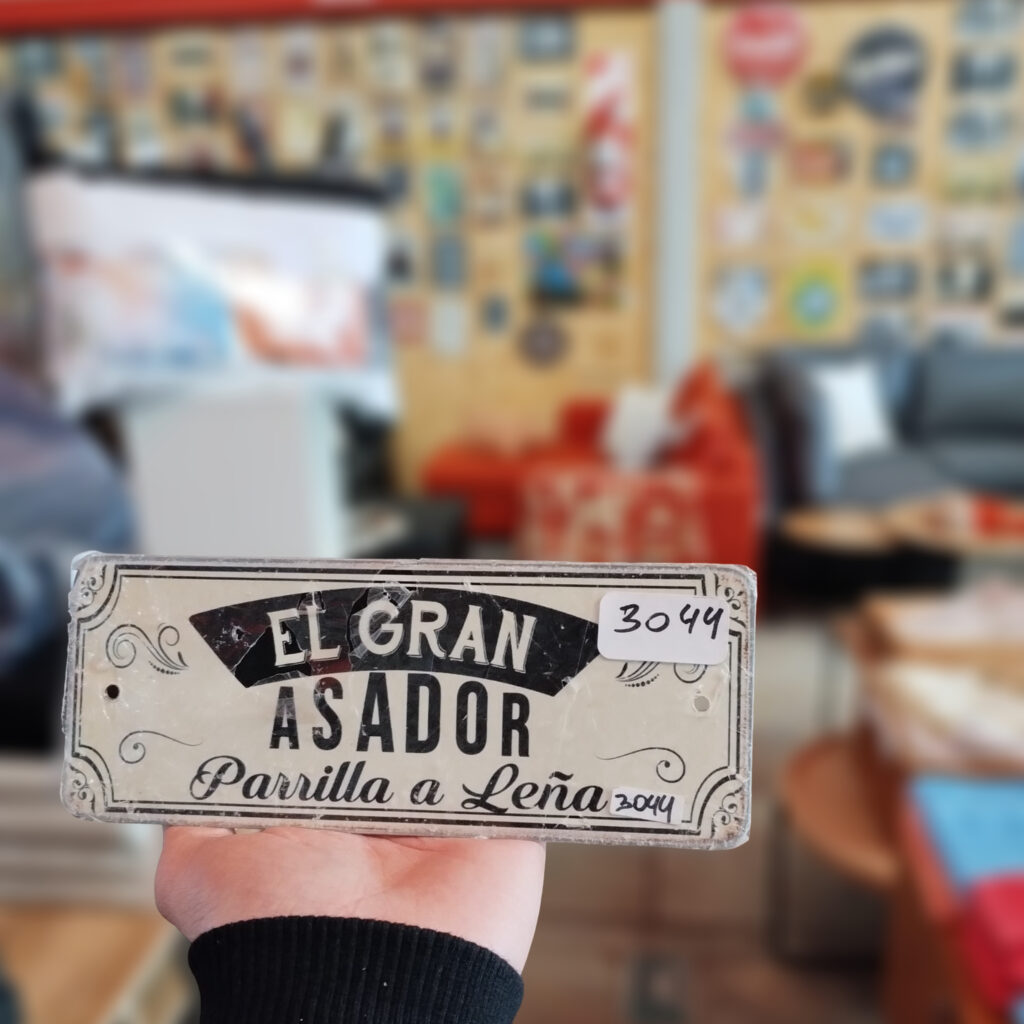 EL GRAN
3044
ASADOR
Parrilla a Leña
3044